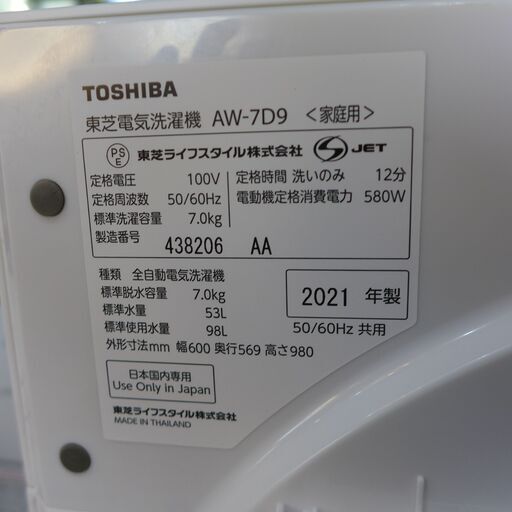 TOSHIBA
東芝電気洗濯機 AW-7D9 <家庭用>
PS E 東芝ライフスタイル株式会社 JET
定格電圧 100V
定格周波数 50/60Hz
標準洗濯容量 7.0kg
製造番号 438206 AA
定格時間 洗いのみ 12分
電動機定格消費電力 580W
種類 全自動電気洗濯機
標準脱水容量 7.0kg
標準水量 53L
標準使用水量 98L
外形寸法mm 幅600 奥行569 高さ980
2021 年製
50/60Hz 共用
日本国内専用
Use Only in Japan
東芝ライフスタイル株式会社
MADE IN THAILAND